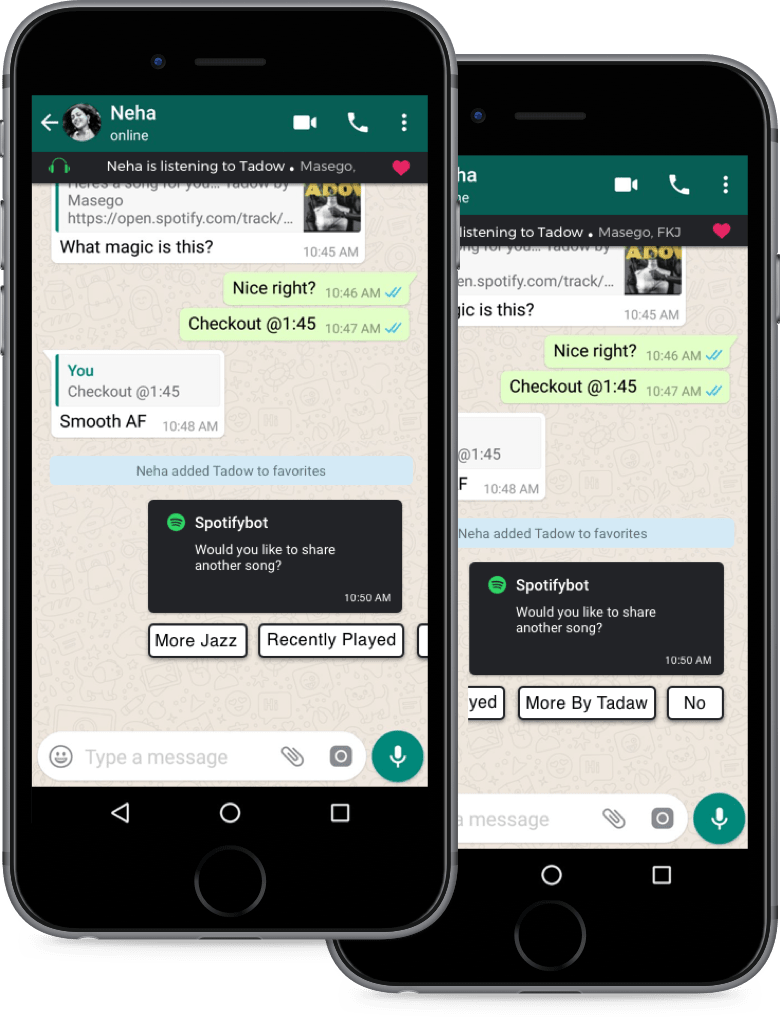 Neha
online
Neha is listening to Tadow • Masego,
Here's a song for you... Tadow by
Masego
https://open.spotify.com/track/...
ADOW
What magic is this?
10:45 AM
Nice right? 10:46 AM
Checkout @1:45 10:47 AM
You
Checkout @1:45
Smooth AF 10:48 AM
Neha added Tadow to favorites
Spotifybot
Would you like to share
another song?
10:50 AM
More Jazz
Recently Played
Type a message
ha
ne
listening to Tadow • Masego, FKJ
ng for you... Tadow by
en.spotify.com/track/...
ADOW
gic is this?
10:45 AM
Nice right? 10:46 AM
Checkout @1:45 10:47 AM
@1:45
F 10:48 AM
Neha added Tadow to favorites
Spotifybot
Would you like to share
another song?
10:50 AM
yed
More By Tadaw
No
a message